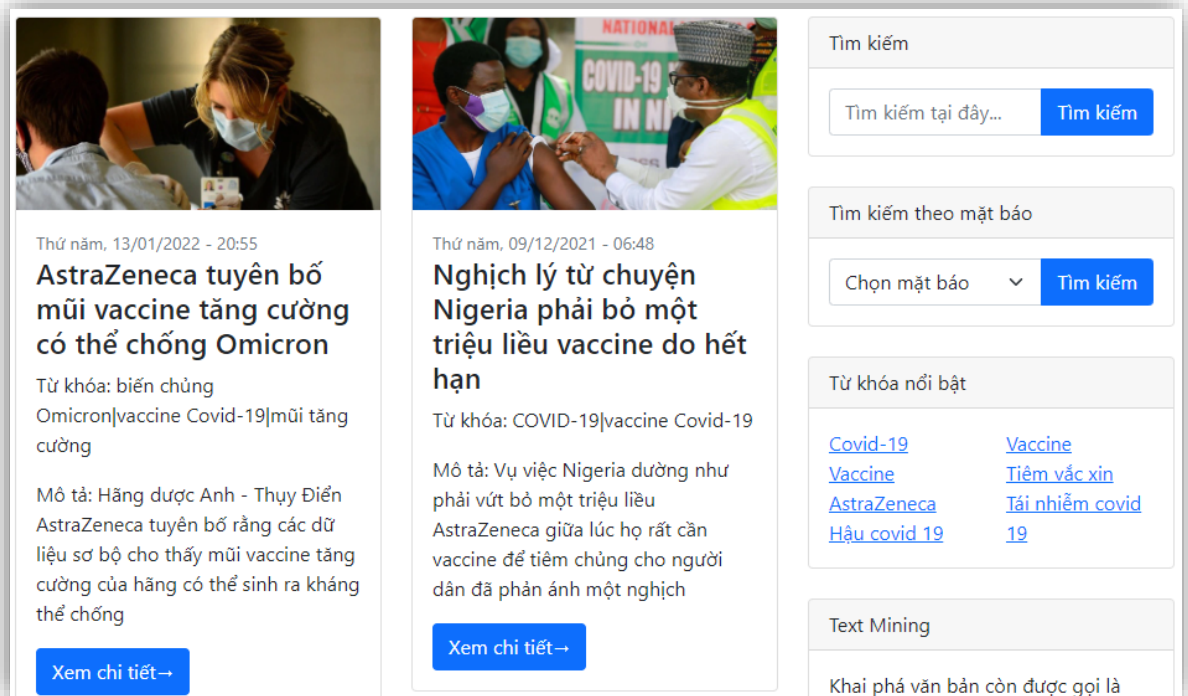 NATIONAL
COVID-19
IN NI
Thứ năm, 13/01/2022 - 20:55
AstraZeneca tuyên bố
mũi vaccine tăng cường
có thể chống Omicron
Từ khóa: biến chủng
Omicron|vaccine Covid-19|mũi tăng
cường
Mô tả: Hãng dược Anh - Thụy Điển
AstraZeneca tuyên bố rằng các dữ
liệu sơ bộ cho thấy mũi vaccine tăng
cường của hãng có thể sinh ra kháng
thể chống
Xem chi tiết→
Thứ năm, 09/12/2021 - 06:48
Nghịch lý từ chuyện
Nigeria phải bỏ một
triệu liều vaccine do hết
hạn
Từ khóa: COVID-19|vaccine Covid-19
Mô tả: Vụ việc Nigeria dường như
phải vứt bỏ một triệu liều
AstraZeneca giữa lúc họ rất cần
vaccine để tiêm chủng cho người
dân đã phản ánh một nghịch
Xem chi tiết→
Tìm kiếm
Tìm kiếm tại đây...
Tìm kiếm
Tìm kiếm theo mặt báo
Chọn mặt báo
Tìm kiếm
Từ khóa nổi bật
Covid-19
Vaccine
AstraZeneca
Hậu covid 19
Vaccine
Tiêm vắc xin
Tái nhiễm covid
19
Text Mining
Khai phá văn bản còn được gọi là